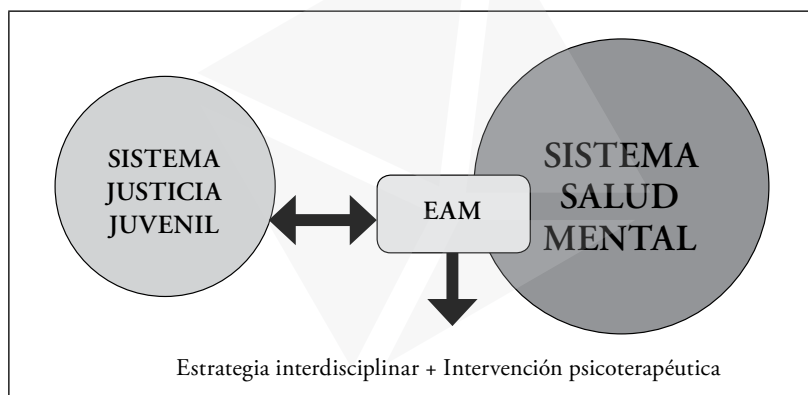 SISTEMA
JUSTICIA
JUVENIL
EAM
SISTEMA
SALUD
MENTAL
Estrategia interdisciplinar + Intervención psicoterapéutica